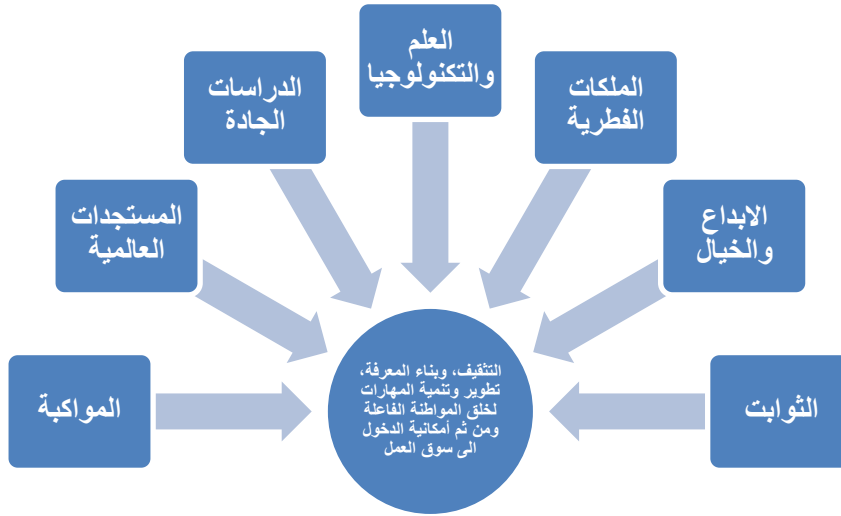 العلم
والتكنولوجيا
الملكات
الفطرية
الدراسات
الجادة
الابداع
والخيال
المستجدات
العالمية
الثوابت
المواكبة
التثقيف، وبناء المعرفة،
تطوير وتنمية المهارات
لخلق المواطنة الفاعلة
ومن ثم أمكانية الدخول
الى سوق العمل